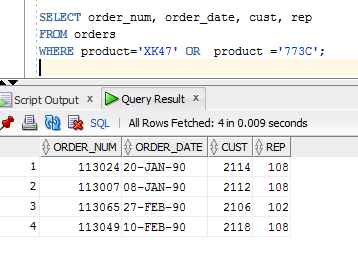 SELECT order_num, order_date, cust, rep
FROM orders
WHERE product='XK47' OR  product ='773C';
Script Output x Query Result x
SQL | All Rows Fetched: 4 in 0.009 seconds
ORDER_NUM ORDER_DATE CUST REP
1 113024 20-JAN-90 2114 108
2 113007 08-JAN-90 2112 108
3 113065 27-FEB-90 2106 102
4 113049 10-FEB-90 2118 108